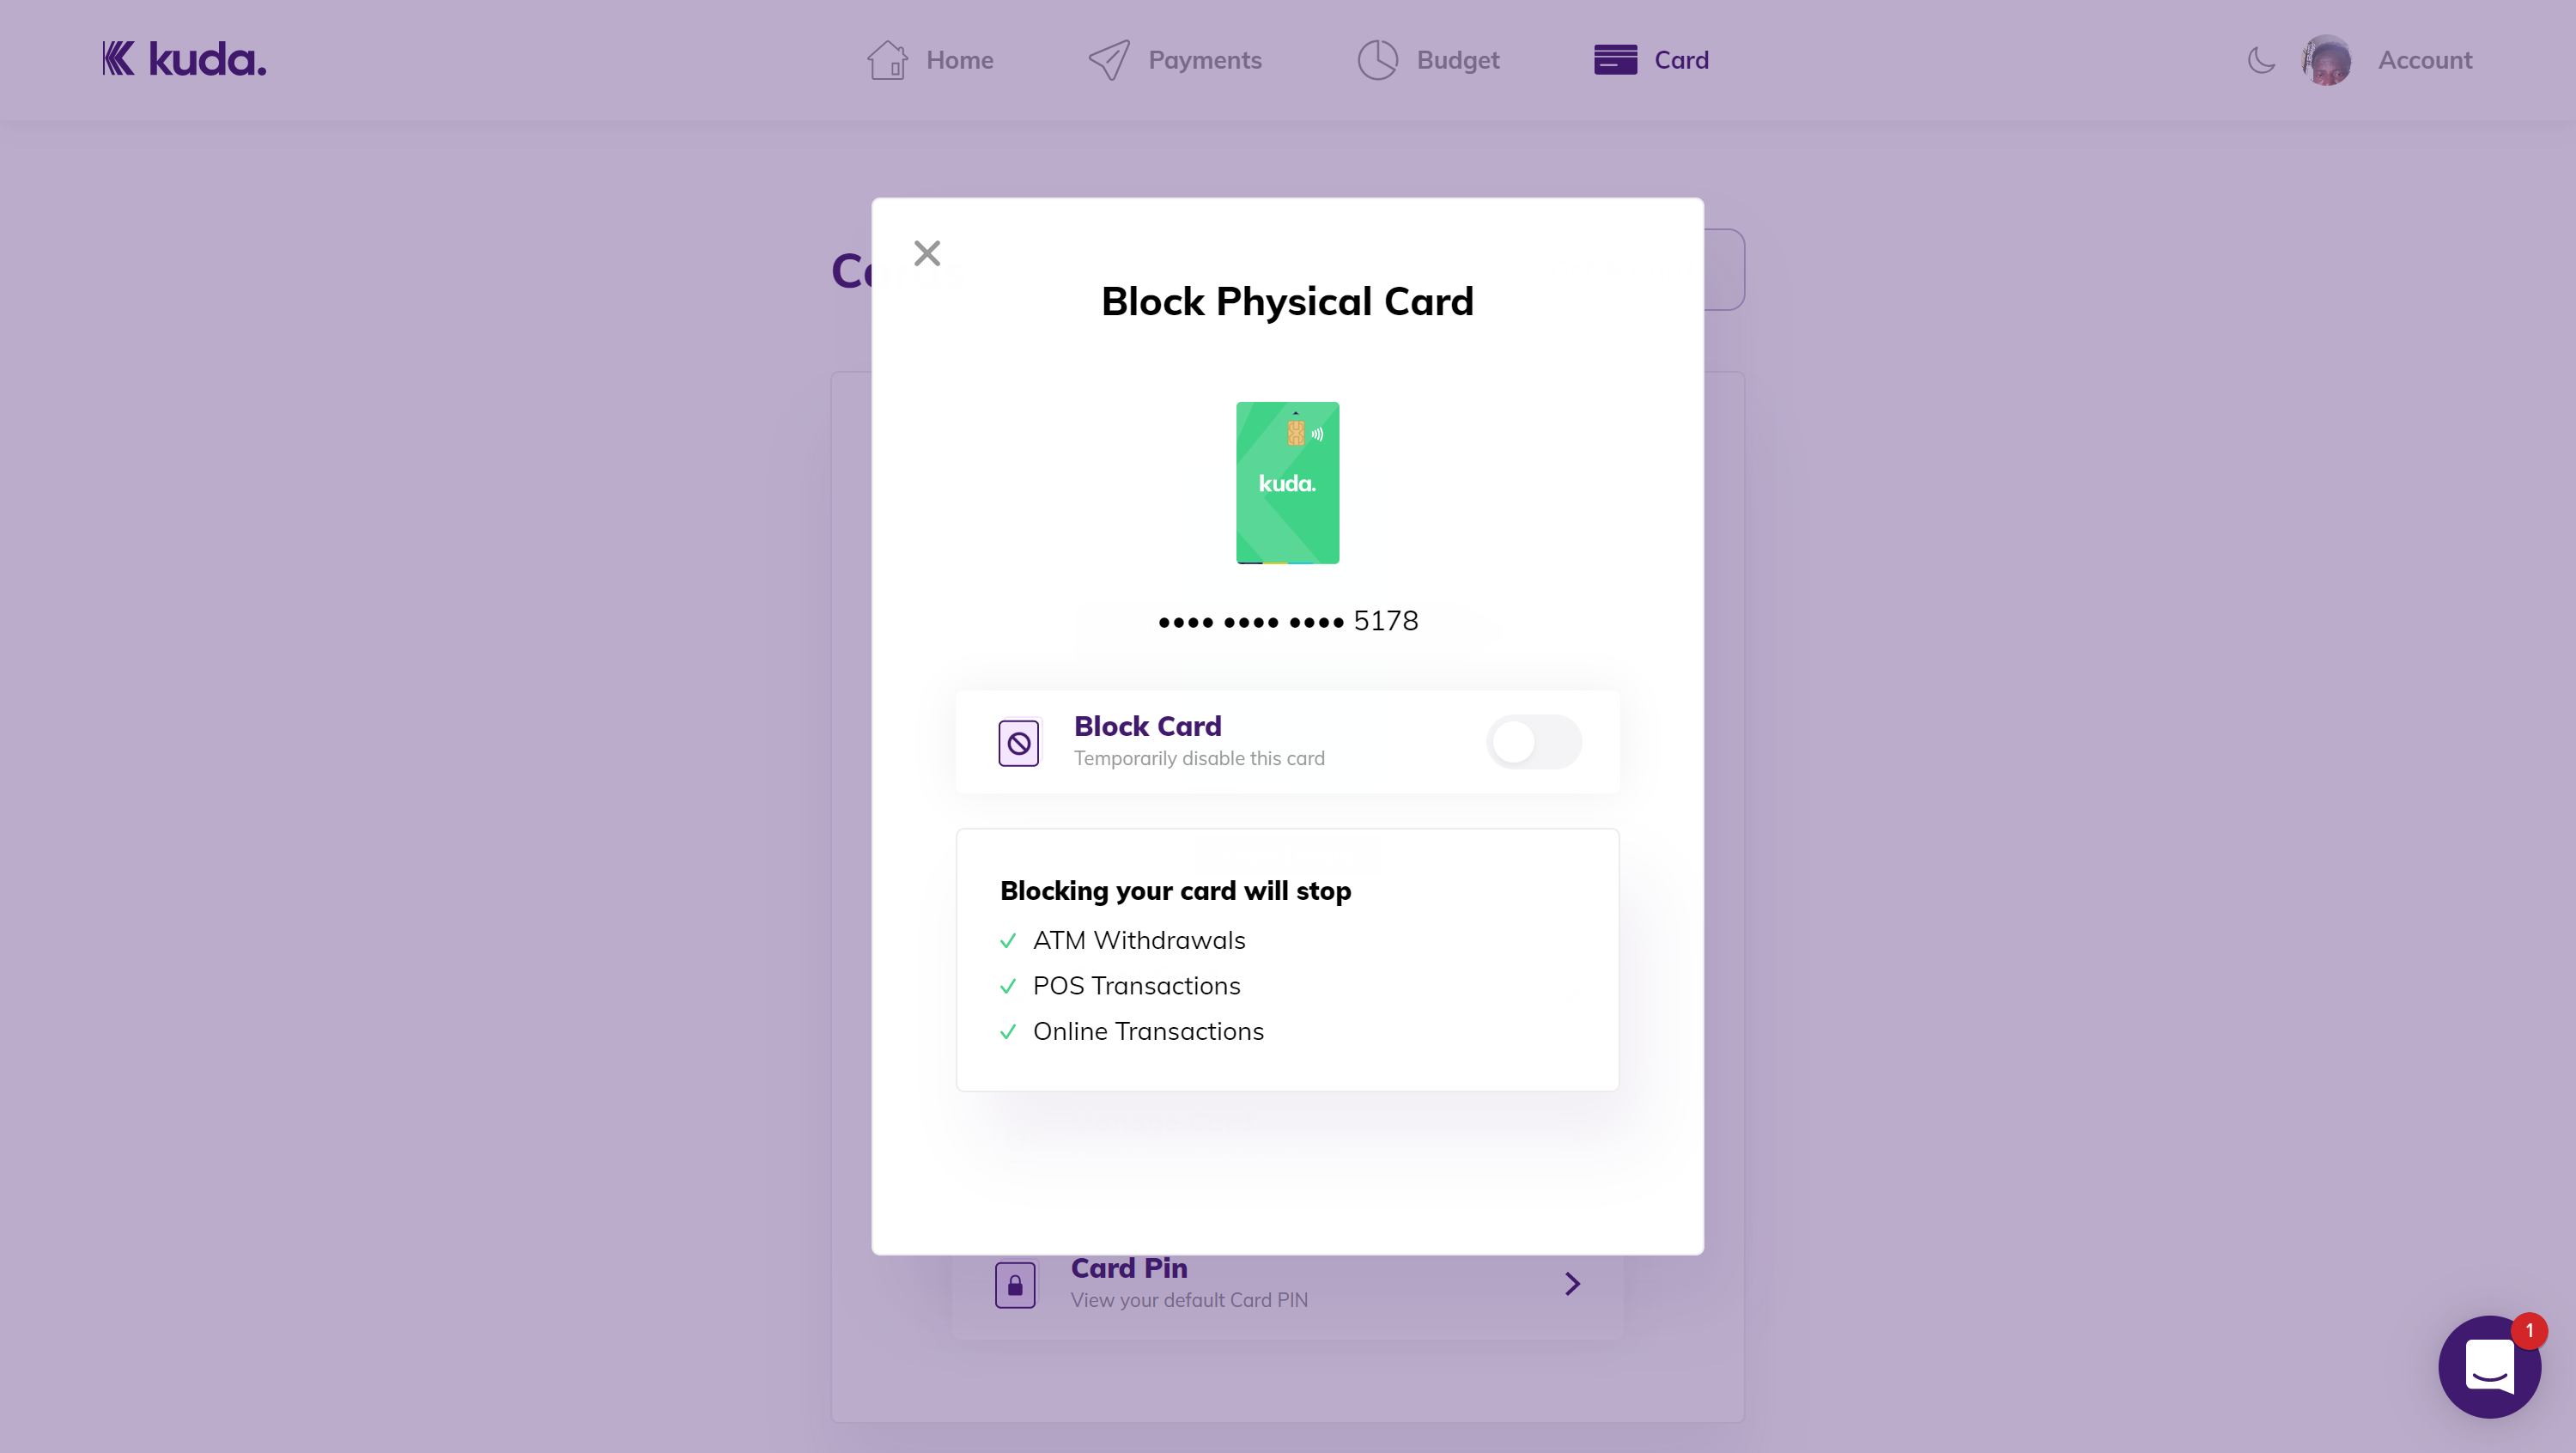 kuda.
Home
Payments
Budget
Card
Account
Block Physical Card
kuda.
•••• •••• •••• 5178
Block Card
Temporarily disable this card
Blocking your card will stop
ATM Withdrawals
POS Transactions
Online Transactions
Card Pin
View your default Card PIN
1